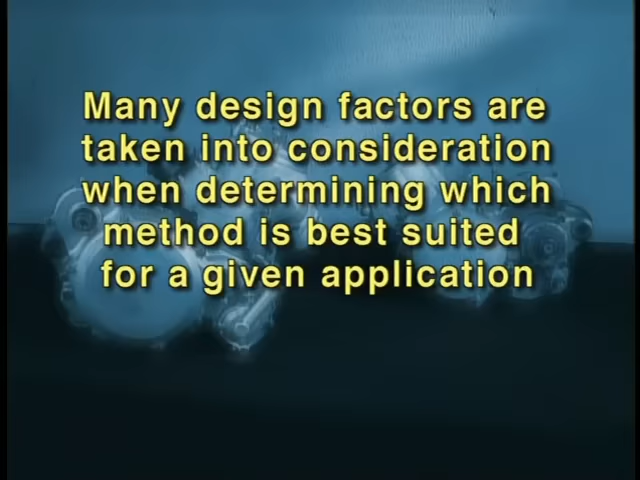 Many design factors are
taken into consideration
when determining which
method is best suited
for a given application